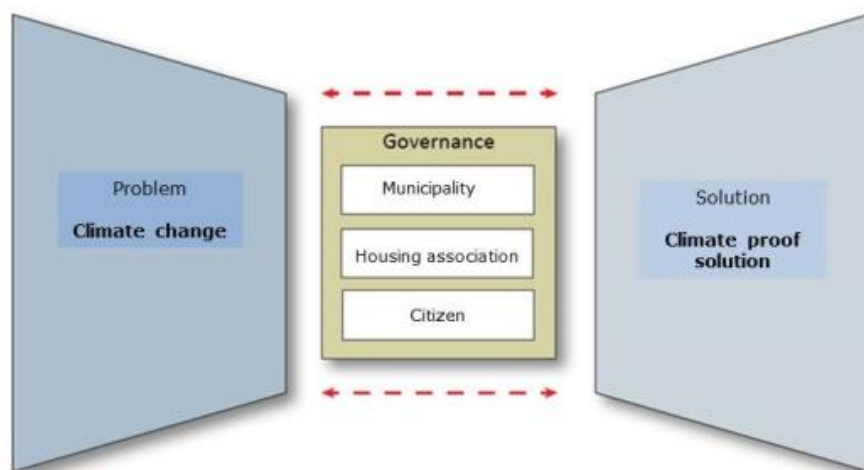 Problem
Climate change
Governance
Municipality
Housing association
Citizen
Solution
Climate proof
solution